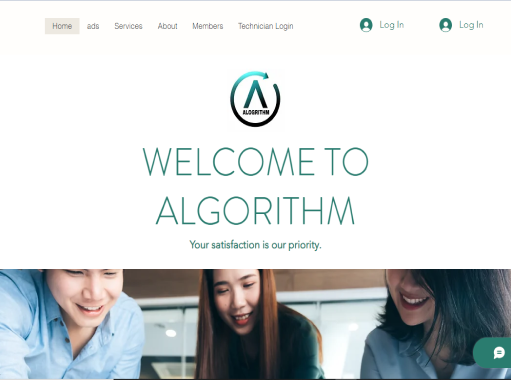 Home ads Services About Members Technician Login Log In Log In
ALOGRITHM
WELCOME TO
ALGORITHM
Your satisfaction is our priority.